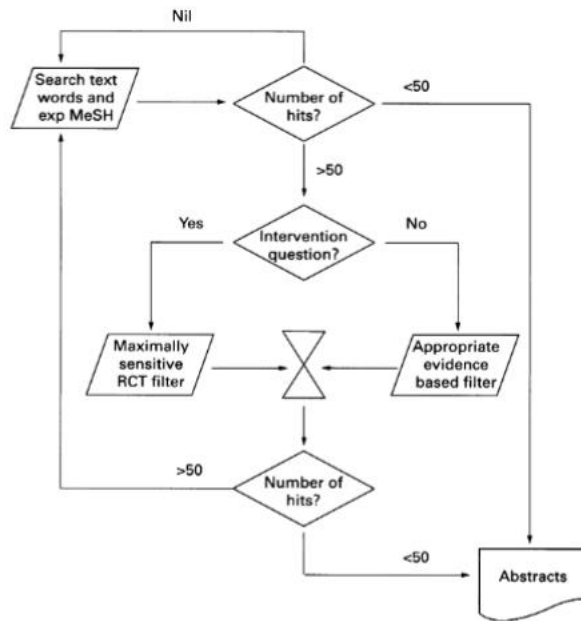 Nil
Search text
words and
exp MeSH
Number of
hits?
<50
>50
Yes
Intervention
question?
No
Maximally
sensitive
RCT filter
Appropriate
evidence
based filter
>50
Number of
hits?
<50
Abstracts